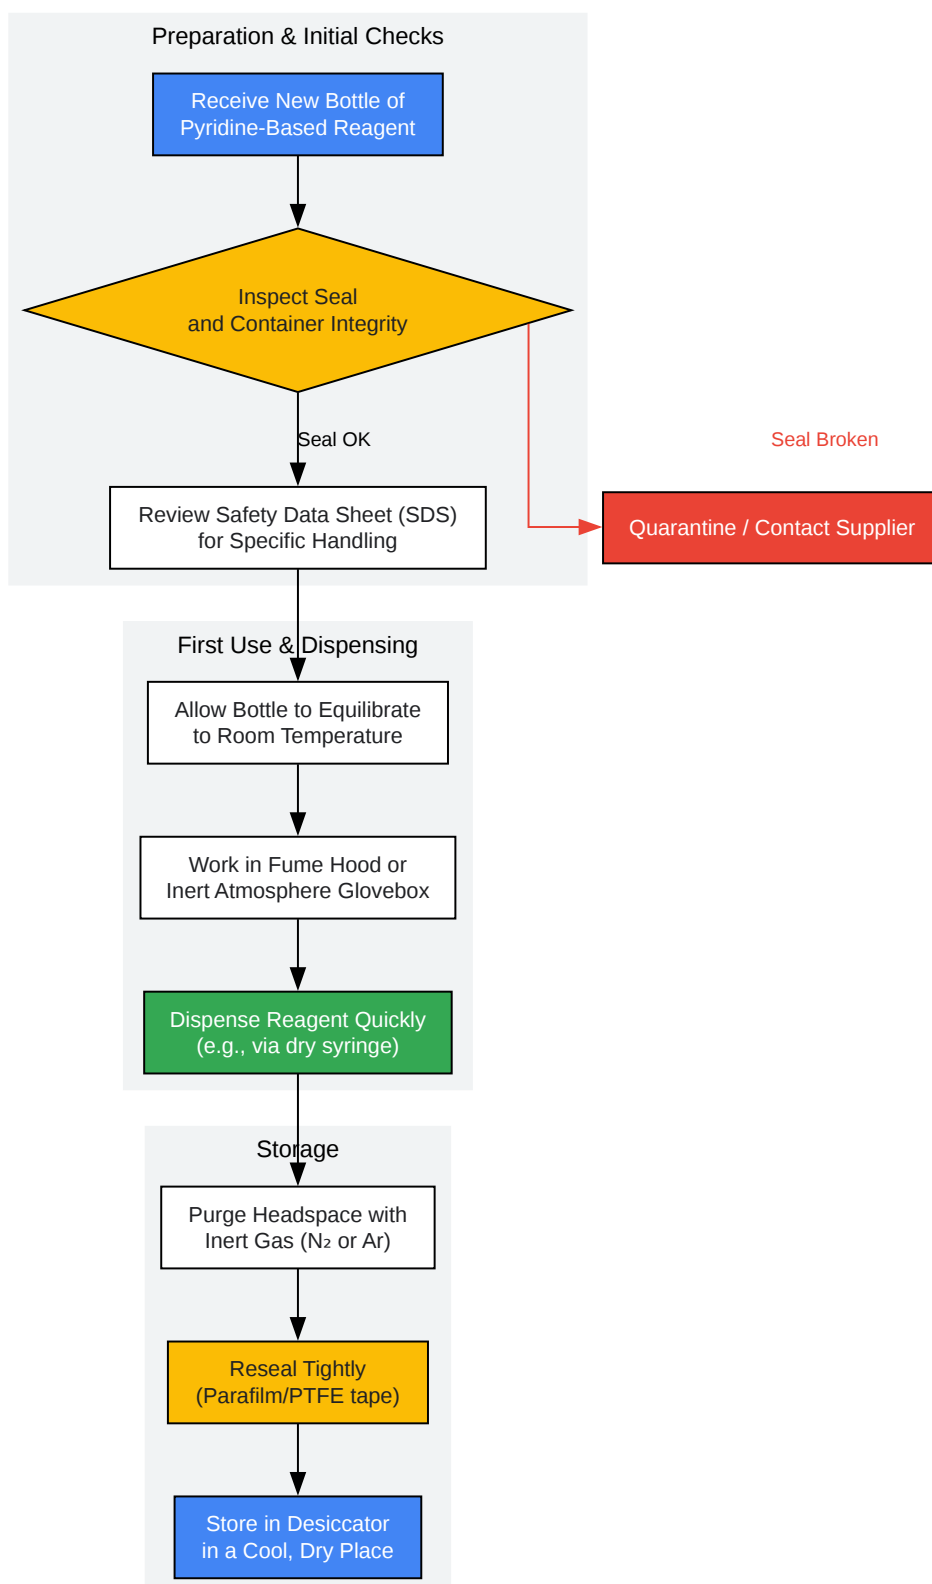 Preparation & Initial Checks
Receive New Bottle of
Pyridine-Based Reagent
Inspect Seal
and Container Integrity
Seal OK
Seal Broken
Review Safety Data Sheet (SDS)
for Specific Handling
Quarantine / Contact Supplier
First Use & Dispensing
Allow Bottle to Equilibrate
to Room Temperature
Work in Fume Hood or
Inert Atmosphere Glovebox
Dispense Reagent Quickly
(e.g., via dry syringe)
Storage
Purge Headspace with
Inert Gas (N₂ or Ar)
Reseal Tightly
(Parafilm/PTFE tape)
Store in Desiccator
in a Cool, Dry Place